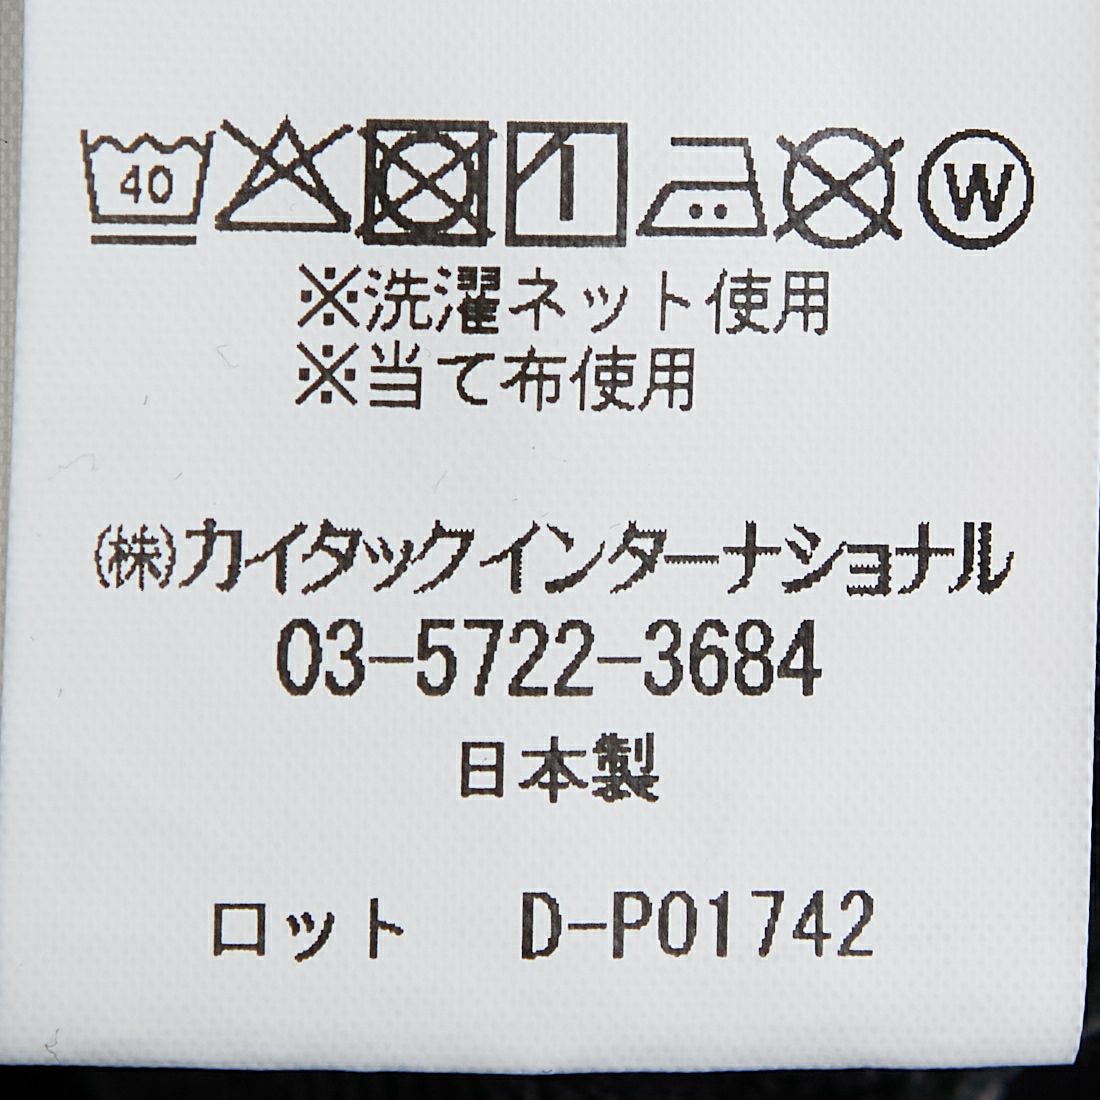 40 W
※洗濯ネット使用
※当て布使用
(株)カイタックインターナショナル
03-5722-3684
日本製
ロット D-P01742